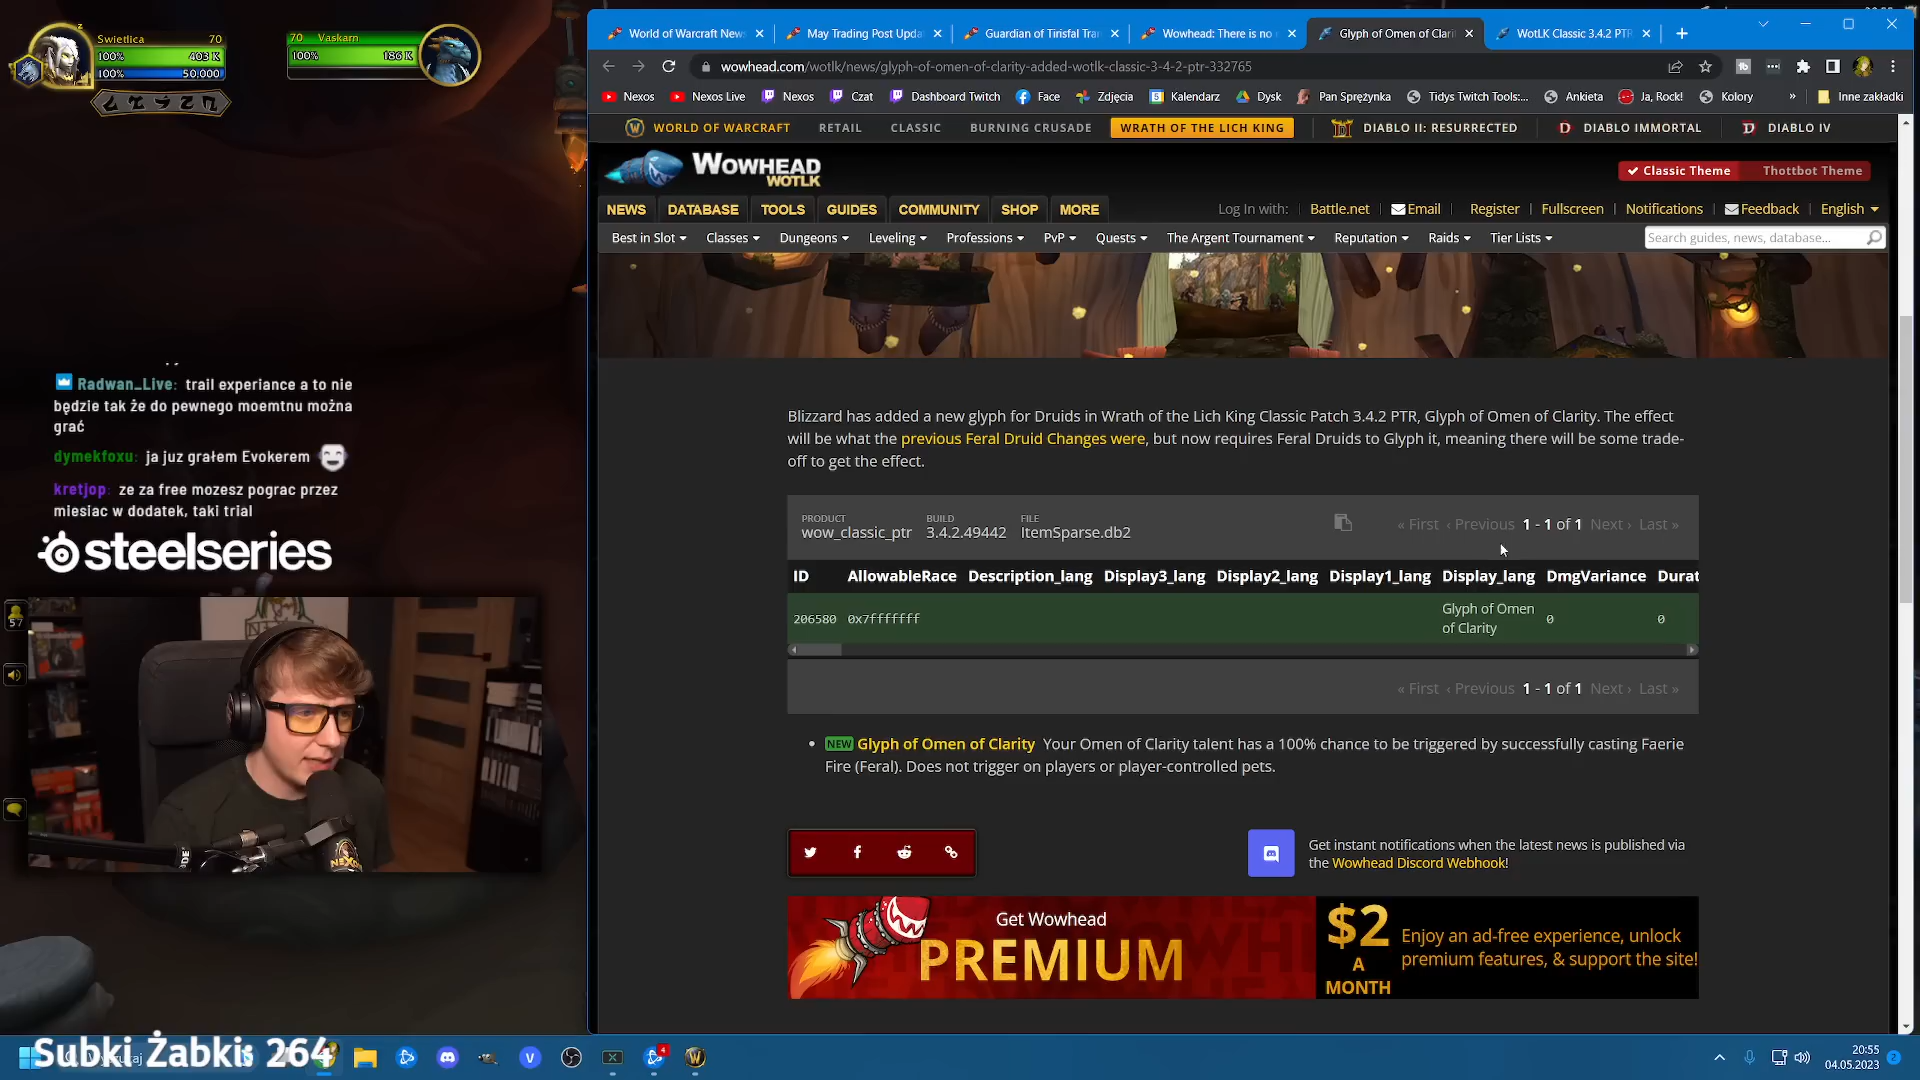 Swietlica 70
100% 403 K
100% 50,000
70 Vaskarn
100% 186 K
Radwan_Live: trail experiance a to nie
będzie tak że do pewnego moemtnu można
grać
dymekfoxu: ja juz grałem Evokerem
kretjop: ze za free mozesz pograc przez
miesiac w dodatek, taki trial
steelseries
57
Subki Żabki: 264
World of Warcraft New
May Trading Post Upda
Guardian of Tirisfal Tra
Wowhead: There is no
Glyph of Omen of Clari
WotLK Classic 3.4.2 PTR
wowhead.com/wotlk/news/glyph-of-omen-of-clarity-added-wotlk-classic-3-4-2-ptr-332765
Nexos Nexos Live Nexos Czat Dashboard Twitch Face Zdjęcia Kalendarz Dysk Pan Sprężynka Tidys Twitch Tools:... Ankieta Ja, Rock! Kolory » Inne zakładki
WORLD OF WARCRAFT RETAIL CLASSIC BURNING CRUSADE WRATH OF THE LICH KING DIABLO II: RESURRECTED DIABLO IMMORTAL DIABLO IV
WOWHEAD
WOTLK
Classic Theme Thottbot Theme
NEWS DATABASE TOOLS GUIDES COMMUNITY SHOP MORE Log In with: Battle.net Email Register Fullscreen Notifications Feedback English
Best in Slot Classes Dungeons Leveling Professions PvP Quests The Argent Tournament Reputation Raids Tier Lists Search guides, news, database...
Blizzard has added a new glyph for Druids in Wrath of the Lich King Classic Patch 3.4.2 PTR, Glyph of Omen of Clarity. The effect
will be what the previous Feral Druid Changes were, but now requires Feral Druids to Glyph it, meaning there will be some trade-
off to get the effect.
PRODUCT BUILD FILE
wow_classic_ptr 3.4.2.49442 ItemSparse.db2
« First ‹ Previous 1 - 1 of 1 Next › Last »
ID AllowableRace Description_lang Display3_lang Display2_lang Display1_lang Display_lang DmgVariance Durat
206580 0x7fffffff Glyph of Omen of Clarity 0 0
« First ‹ Previous 1 - 1 of 1 Next › Last »
NEW Glyph of Omen of Clarity Your Omen of Clarity talent has a 100% chance to be triggered by successfully casting Faerie
Fire (Feral). Does not trigger on players or player-controlled pets.
Get instant notifications when the latest news is published via
the Wowhead Discord Webhook!
Get Wowhead
PREMIUM
$2
A
MONTH
Enjoy an ad-free experience, unlock
premium features, & support the site!
4
20:55
04.05.2023
2